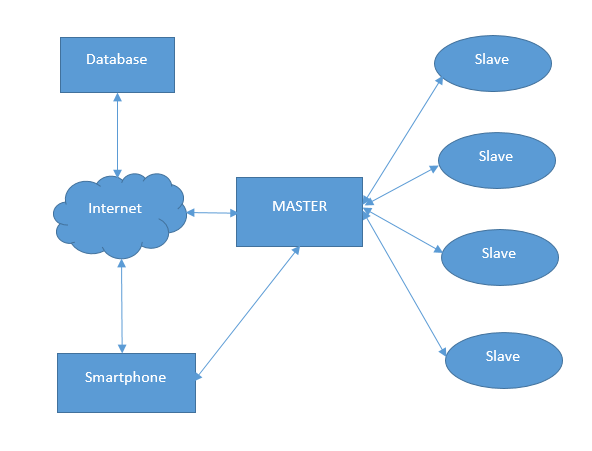 Database
Slave
Slave
Internet
MASTER
Slave
Smartphone
Slave